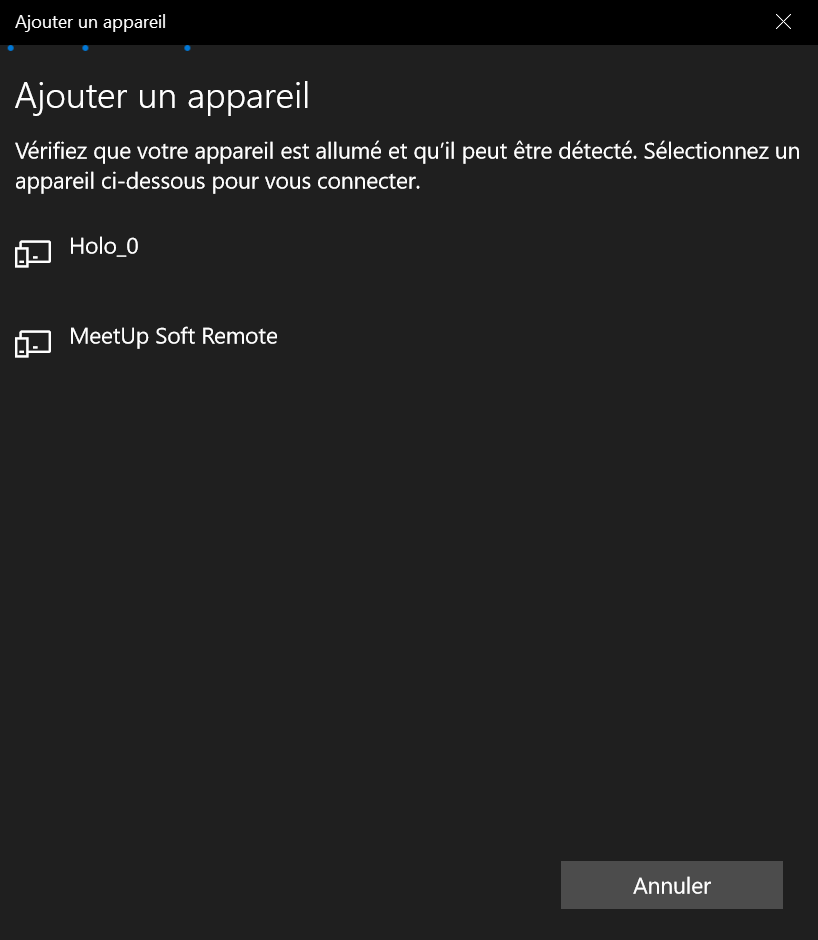 Ajouter un appareil
Ajouter un appareil
Vérifiez que votre appareil est allumé et qu’il peut être détecté. Sélectionnez un
appareil ci-dessous pour vous connecter.
Holo_0
MeetUp Soft Remote
Annuler